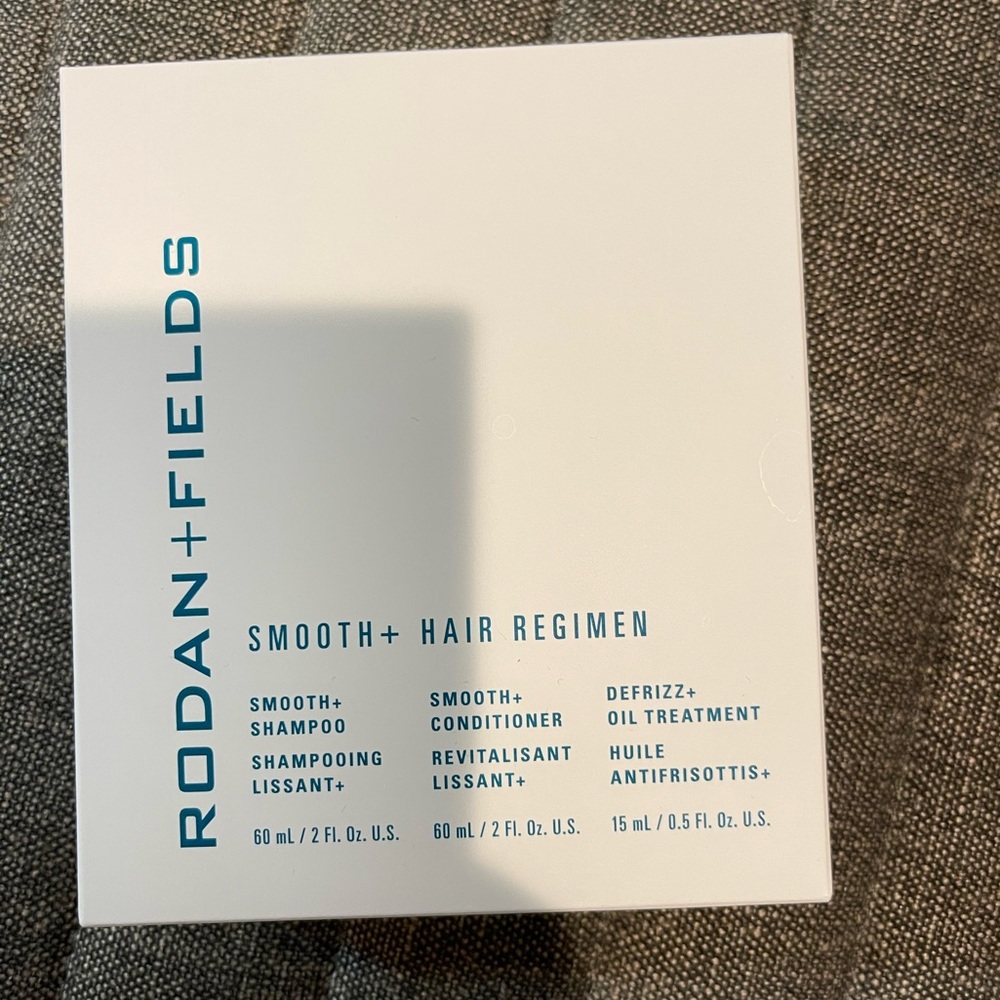 RODAN+FIELDS
SMOOTH+ HAIR REGIMEN
SMOOTH+
SHAMPOO
SHAMPOOING
LISSANT+
60 mL / 2 Fl. Oz. U.S.
SMOOTH+
CONDITIONER
REVITALISANT
LISSANT+
60 mL / 2 Fl. Oz. U.S.
DEFRIZZ+
OIL TREATMENT
HUILE
ANTIFRISOTTIS+
15 mL / 0.5 Fl. Oz. U.S.